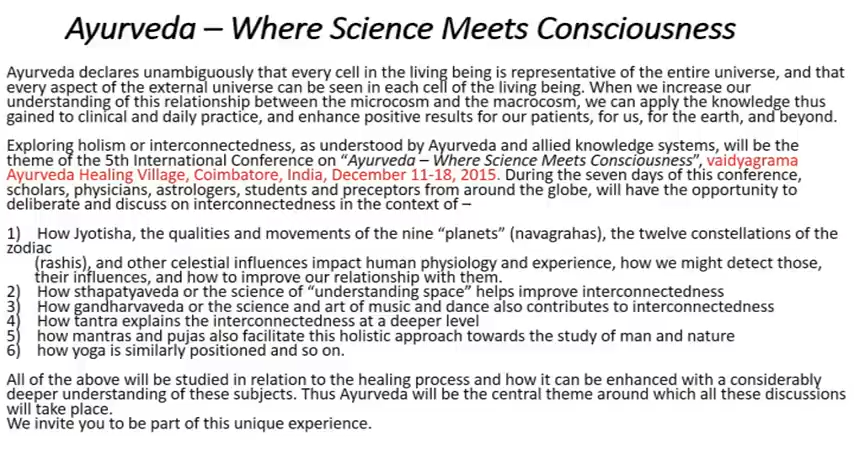 Ayurveda – Where Science Meets Consciousness
Ayurveda declares unambiguously that every cell in the living being is representative of the entire universe, and that
every aspect of the external universe can be seen in each cell of the living being. When we increase our
understanding of this relationship between the microcosm and the macrocosm, we can apply the knowledge thus
gained to clinical and daily practice, and enhance positive results for our patients, for us, for the earth, and beyond.
Exploring holism or interconnectedness, as understood by Ayurveda and allied knowledge systems, will be the
theme of the 5th International Conference on “Ayurveda – Where Science Meets Consciousness”, vaidyagrama
Ayurveda Healing Village, Coimbatore, India, December 11-18, 2015. During the seven days of this conference,
scholars, physicians, astrologers, students and preceptors from around the globe, will have the opportunity to
deliberate and discuss on interconnectedness in the context of –
1) How Jyotisha, the qualities and movements of the nine “planets” (navagrahas), the twelve constellations of the
zodiac
(rashis), and other celestial influences impact human physiology and experience, how we might detect those,
their influences, and how to improve our relationship with them.
2) How sthapatyaveda or the science of “understanding space” helps improve interconnectedness
3) How gandharvaveda or the science and art of music and dance also contributes to interconnectedness
4) How tantra explains the interconnectedness at a deeper level
5) how mantras and pujas also facilitate this holistic approach towards the study of man and nature
6) how yoga is similarly positioned and so on.
All of the above will be studied in relation to the healing process and how it can be enhanced with a considerably
deeper understanding of these subjects. Thus Ayurveda will be the central theme around which all these discussions
will take place.
We invite you to be part of this unique experience.